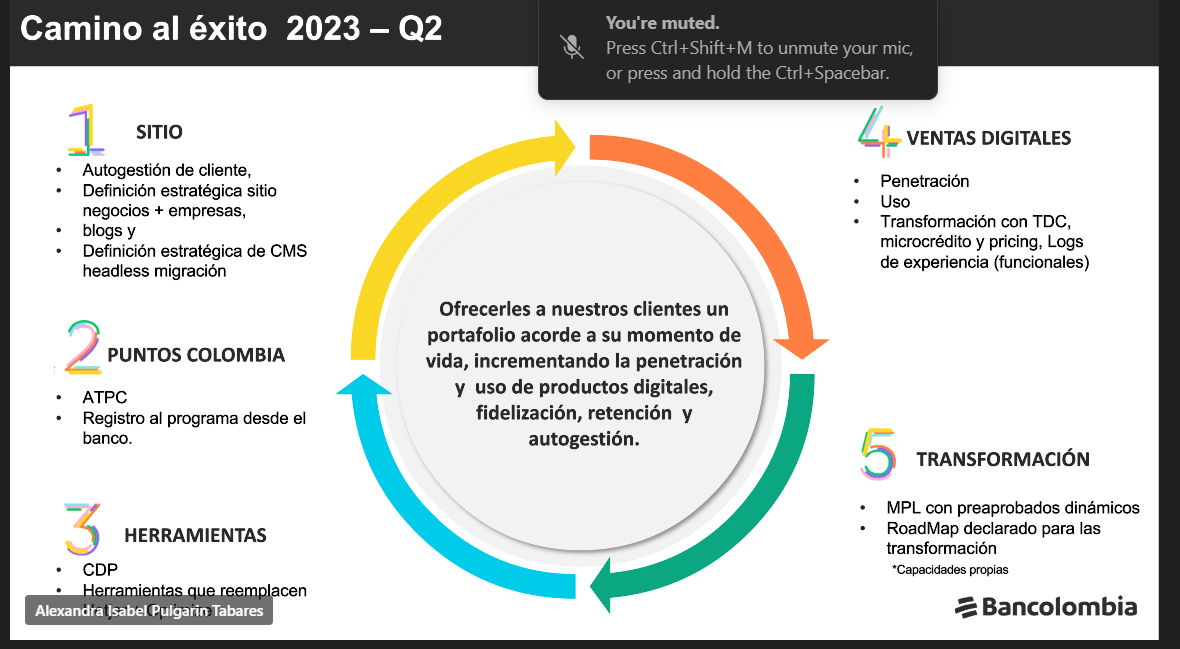 Camino al éxito 2023 – Q2
You're muted.
Press Ctrl+Shift+M to unmute your mic,
or press and hold the Ctrl+Spacebar.
1 SITIO
• Autogestión de cliente,
• Definición estratégica sitio
negocios + empresas,
• blogs y
• Definición estratégica de CMS
headless migración
2 PUNTOS COLOMBIA
• ATPC
• Registro al programa desde el
banco.
3 HERRAMIENTAS
• CDP
• Herramientas que reemplacen
Alexandra Isabel Pulgarin Tabares
Ofrecerles a nuestros clientes un
portafolio acorde a su momento de
vida, incrementando la penetración
y uso de productos digitales,
fidelización, retención y
autogestión.
4 VENTAS DIGITALES
• Penetración
• Uso
• Transformación con TDC,
microcrédito y pricing, Logs
de experiencia (funcionales)
5 TRANSFORMACIÓN
• MPL con preaprobados dinámicos
• RoadMap declarado para las
transformación
*Capacidades propias
Bancolombia